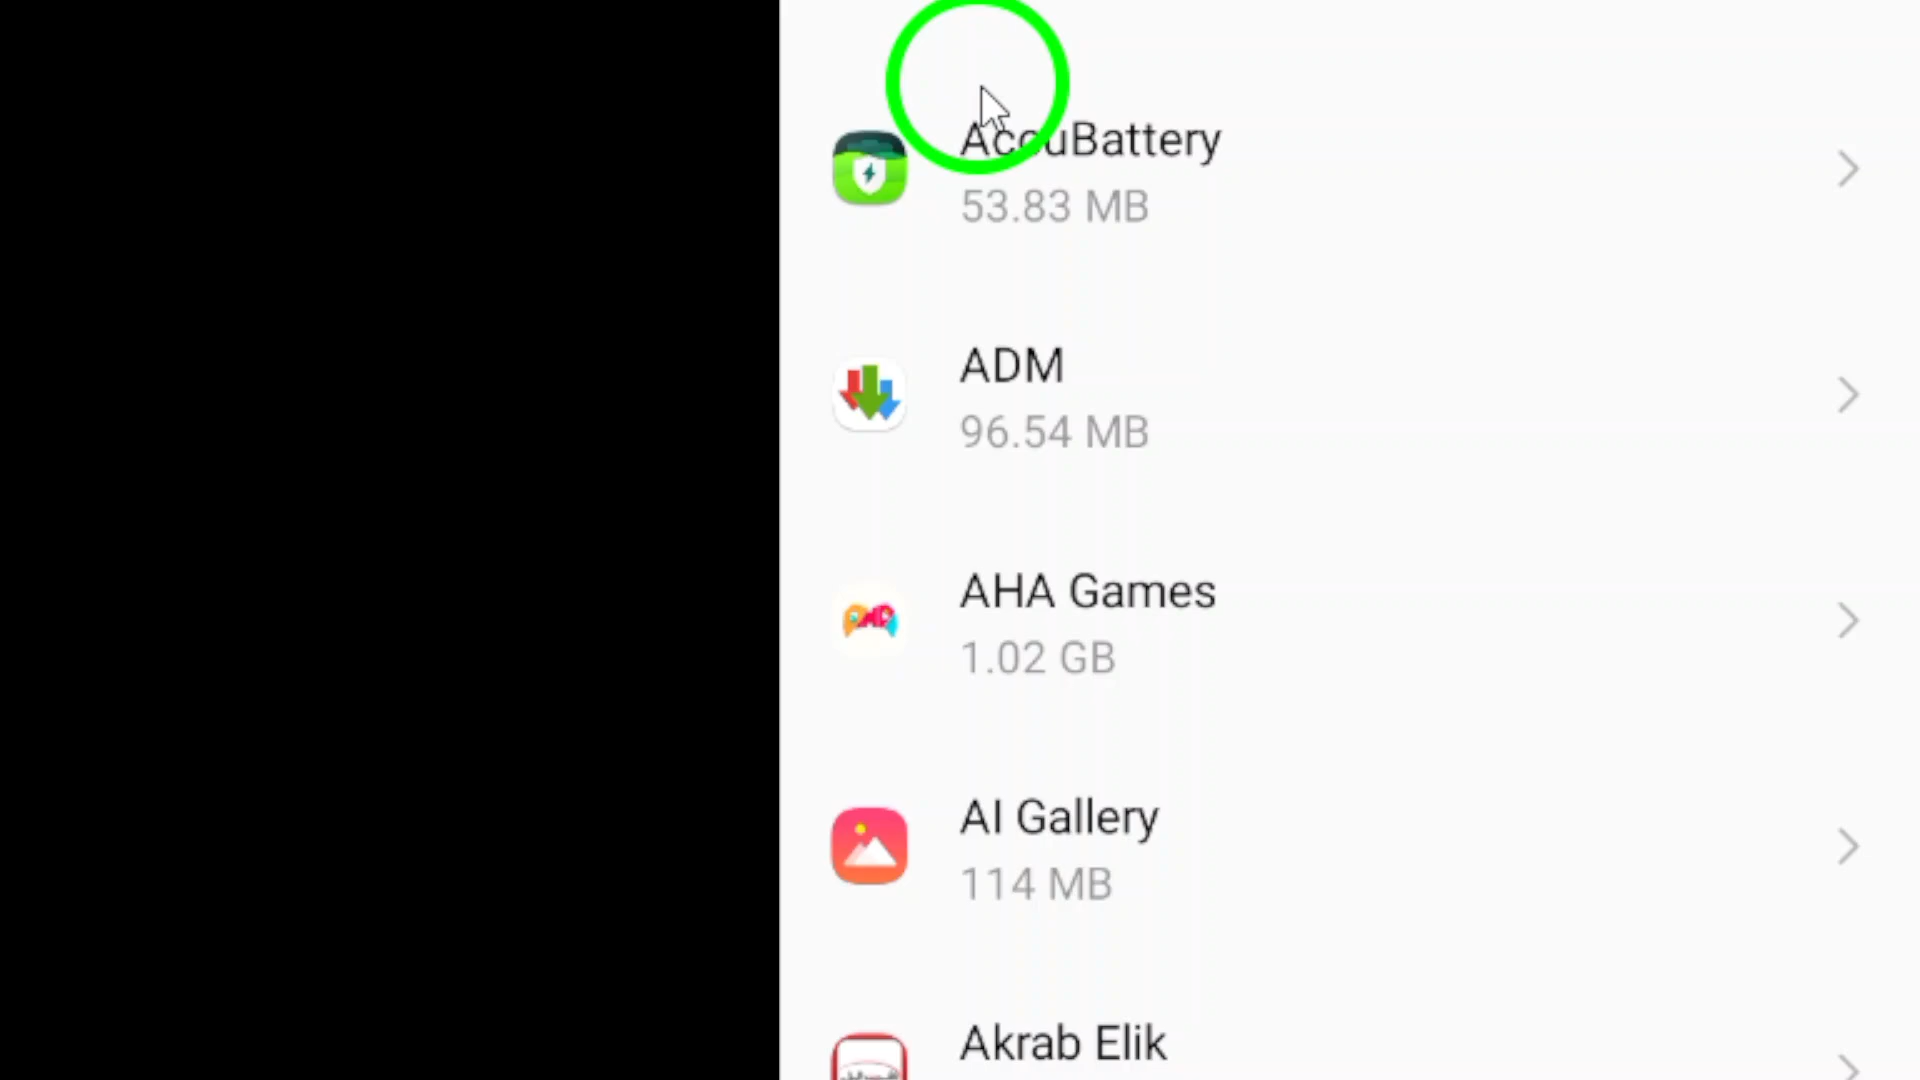 AccuBattery
53.83 MB
ADM
96.54 MB
AHA Games
1.02 GB
AI Gallery
114 MB
Akrab Elik